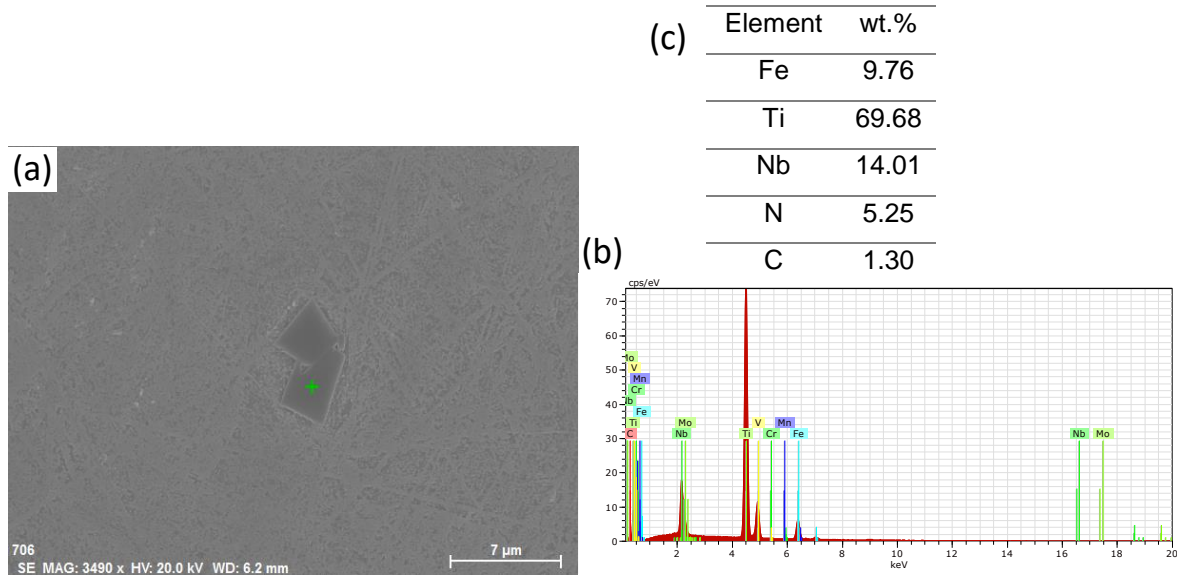 (c)
Element wt.%
Fe 9.76
Ti 69.68
Nb 14.01
N 5.25
C 1.30
(a)
706
SE MAG: 3490 x HV: 20.0 kV WD: 6.2 mm
7 µm
(b)
cps/eV
70
60
50
40
30
20
10
0
V
Mn
Cr
Fe
Ti
C
Mo
Nb
Ti
V
Cr
Mn
Fe
Nb
Mo
2 4 6 8 10 12 14 16 18 20
keV